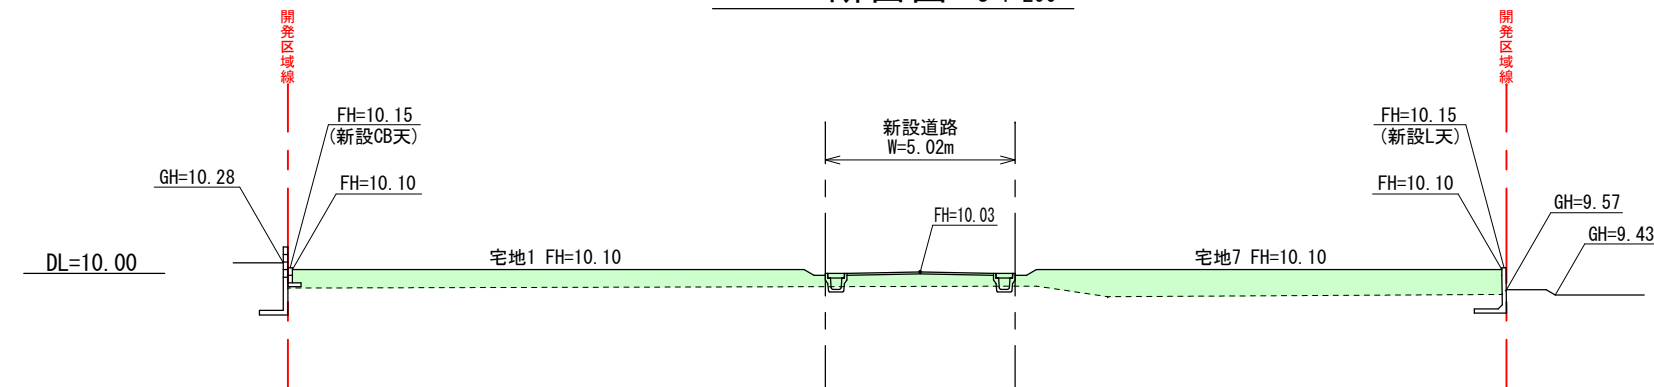 開発区域線
開発区域線
FH=10.15
(新設CB天)
新設道路
W=5.02m
FH=10.15
(新設L天)
GH=10.28
FH=10.10
FH=10.10
GH=9.57
FH=10.03
GH=9.43
DL=10.00
宅地1 FH=10.10
宅地7 FH=10.10